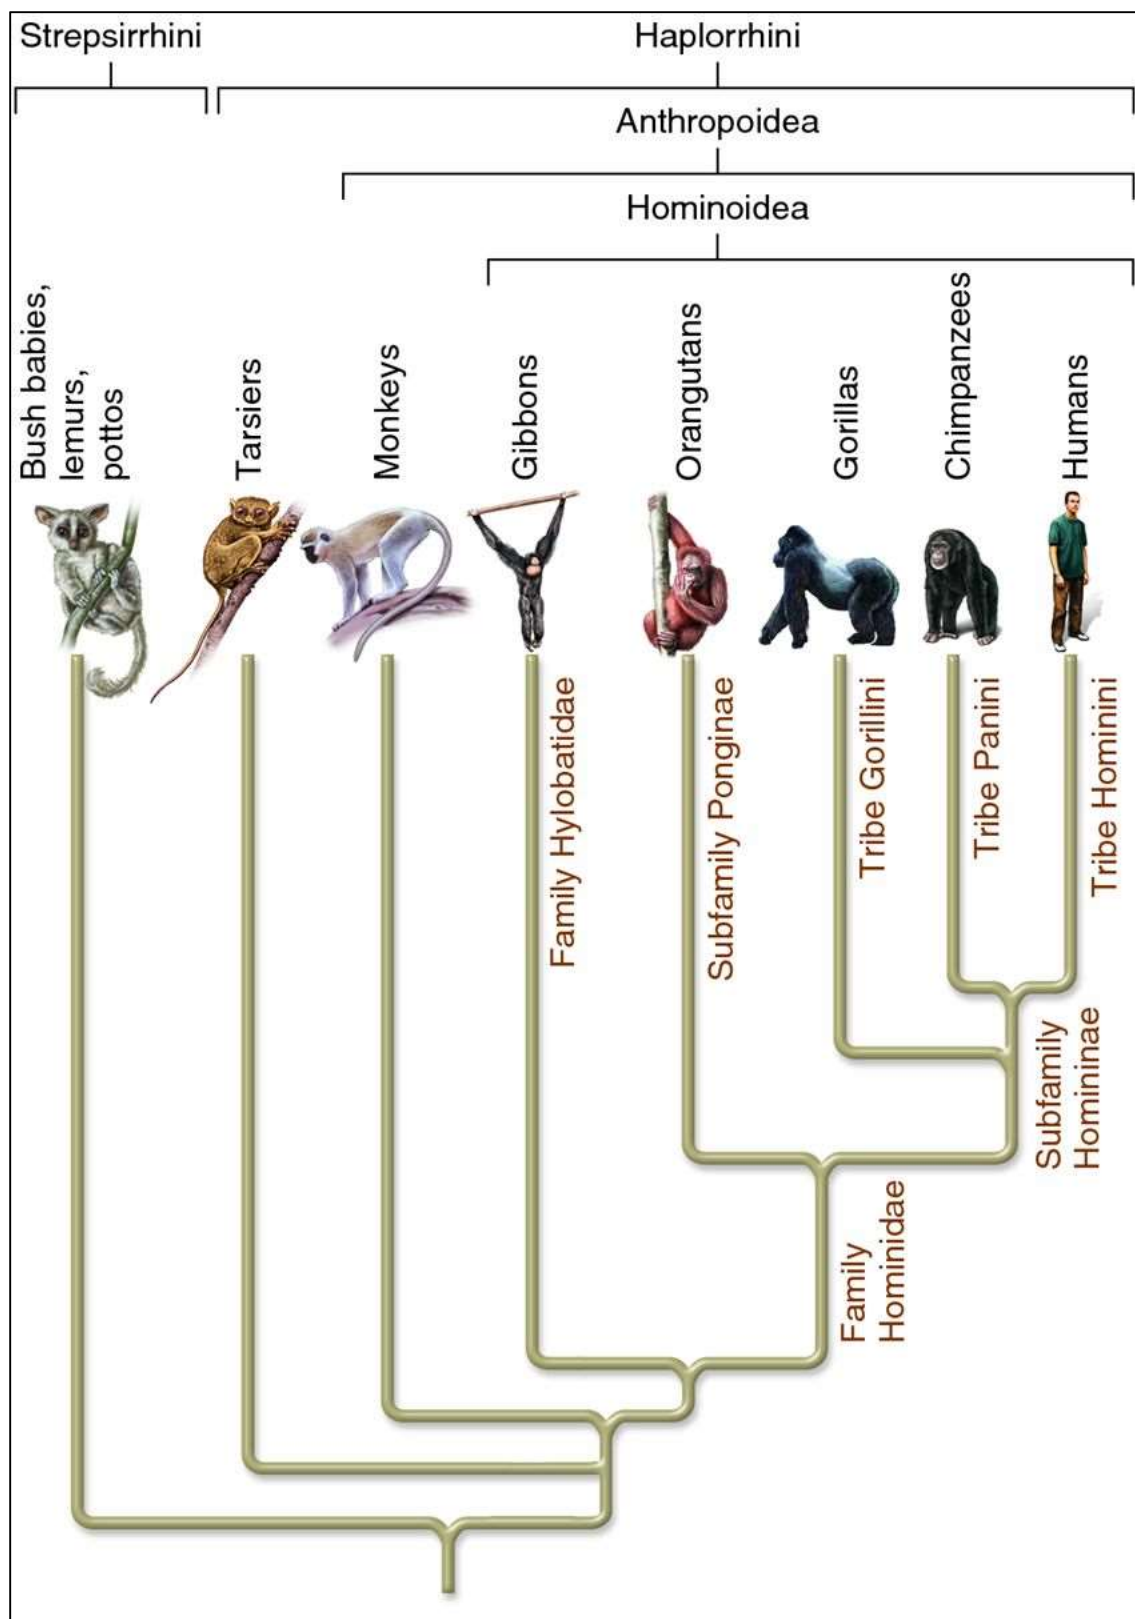 Strepsirrhini
Haplorrhini
Anthropoidea
Hominoidea
Bush babies,
lemurs,
pottos
Tarsiers
Monkeys
Gibbons
Orangutans
Gorillas
Chimpanzees
Humans
Family Hylobatidae
Subfamily Ponginae
Tribe Gorillini
Tribe Panini
Tribe Hominini
Subfamily
Homininae
Family
Hominidae